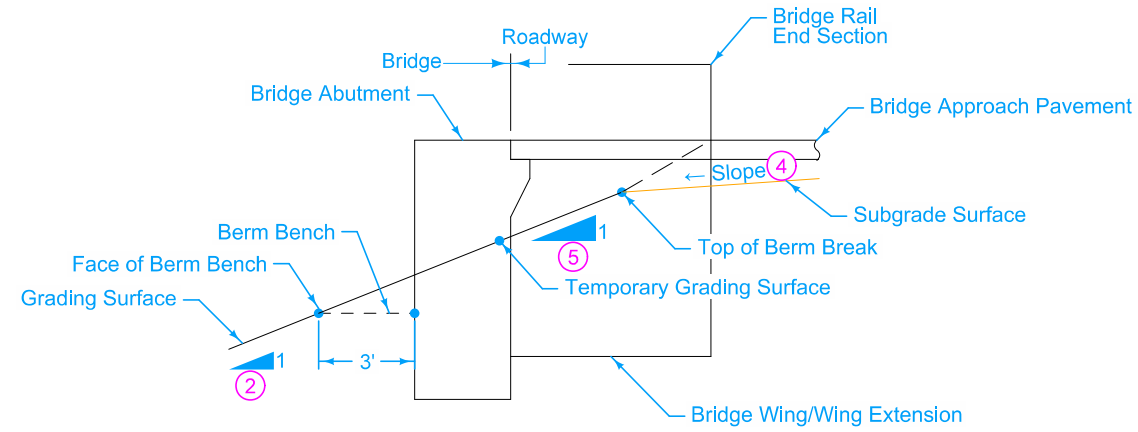 Bridge Rail
End Section
Roadway
Bridge
Bridge Abutment
Bridge Approach Pavement
← Slope 4
Subgrade Surface
Berm Bench
1
5
Top of Berm Break
Face of Berm Bench
Temporary Grading Surface
Grading Surface
1
2
3'
Bridge Wing/Wing Extension